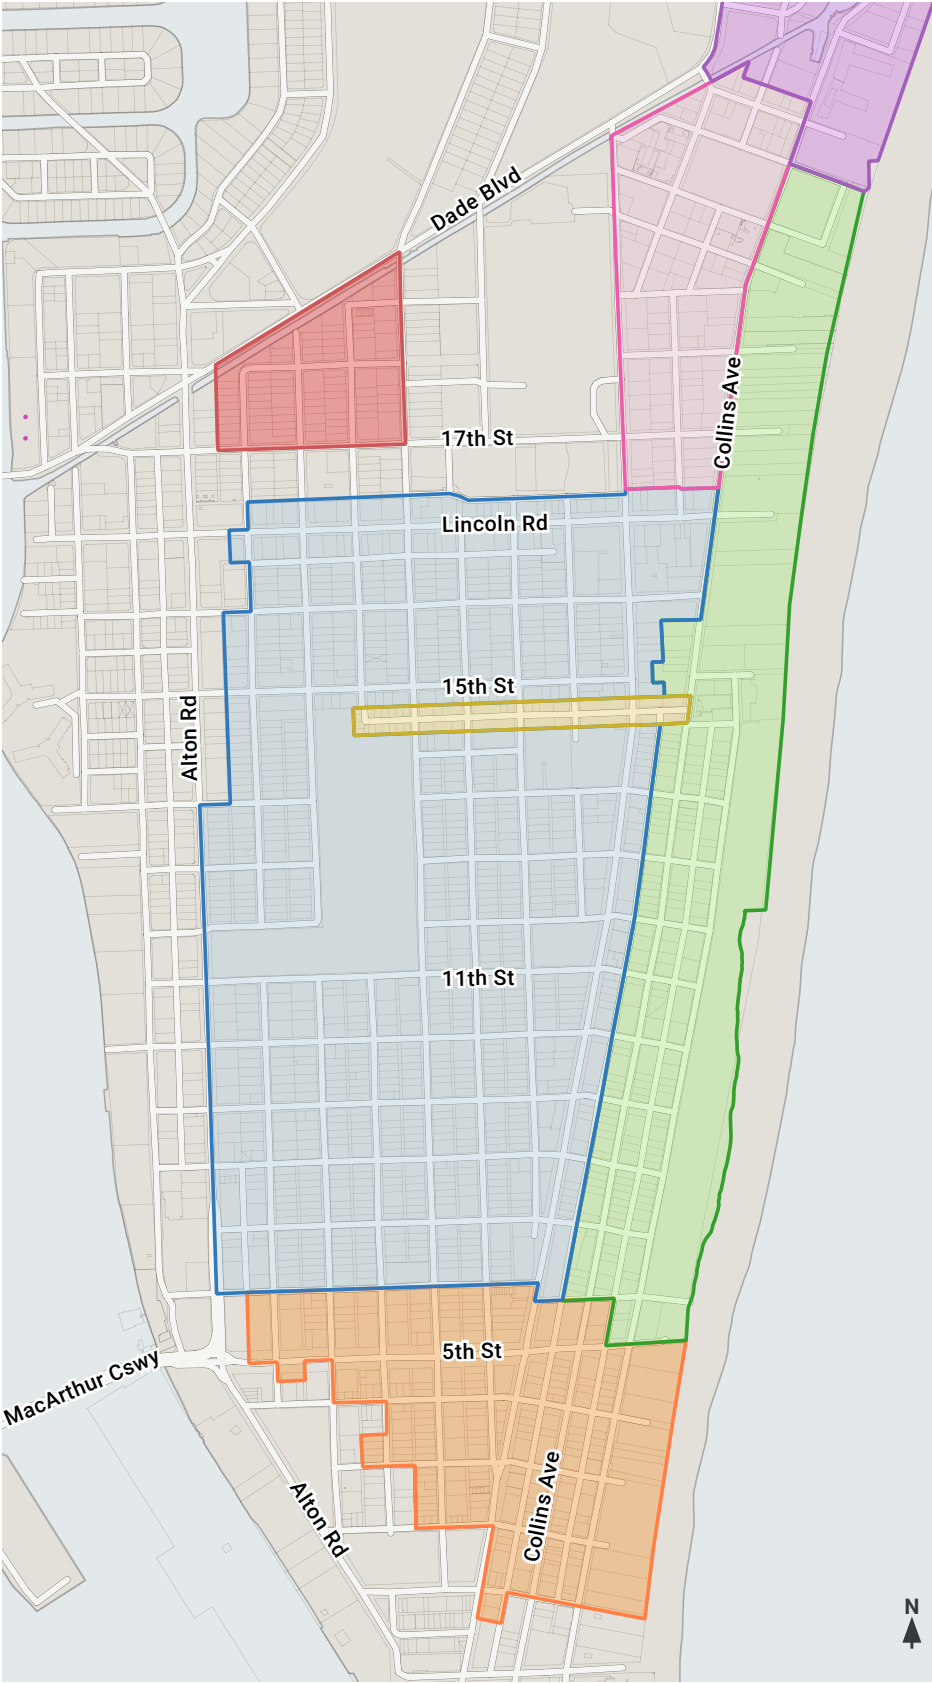 Dade Blvd
17th St
Collins Ave
Lincoln Rd
15th St
Alton Rd
11th St
5th St
MacArthur Cswy
Alton Rd
Collins Ave
N